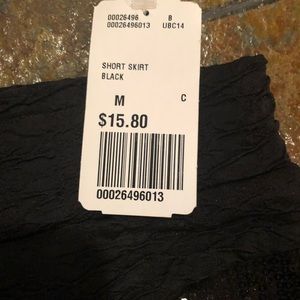 00026496 B
00026496013 UBC14
SHORT SKIRT
BLACK
M C
$15.80
00026496013